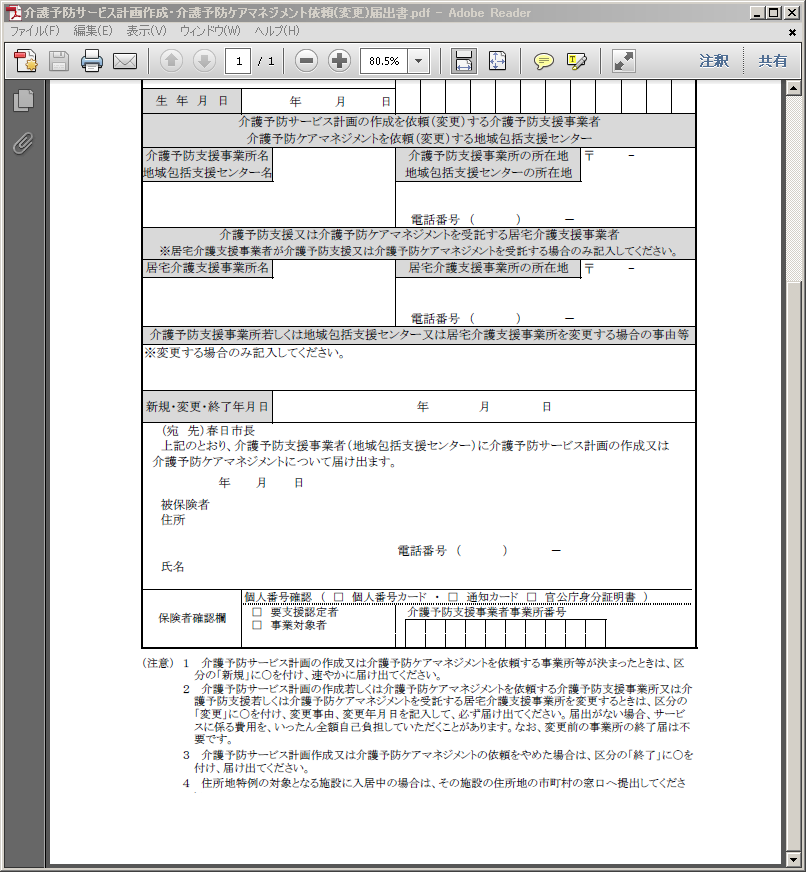 介護予防サービス計画作成・介護予防ケアマネジメント依頼(変更)届出書.pdf - Adobe Reader
ファイル(F) 編集(E) 表示(V) ウィンドウ(W) ヘルプ(H)
1 / 1 80.5% 注釈 共有
生 年 月 日 年 月 日
介護予防サービス計画の作成を依頼(変更)する介護予防支援事業者
介護予防ケアマネジメントを依頼(変更)する地域包括支援センター
介護予防支援事業所名 介護予防支援事業所の所在地 〒 －
地域包括支援センター名 地域包括支援センターの所在地
電話番号 ( ) －
介護予防支援又は介護予防ケアマネジメントを受託する居宅介護支援事業者
※居宅介護支援事業者が介護予防支援又は介護予防ケアマネジメントを受託する場合のみ記入してください。
居宅介護支援事業所名 居宅介護支援事業所の所在地 〒 －
電話番号 ( ) －
介護予防支援事業所若しくは地域包括支援センター又は居宅介護支援事業所を変更する場合の事由等
※変更する場合のみ記入してください。
新規・変更・終了年月日 年 月 日
(宛 先)春日市長
上記のとおり、介護予防支援事業者(地域包括支援センター)に介護予防サービス計画の作成又は
介護予防ケアマネジメントについて届け出ます。
年 月 日
被保険者
住所
電話番号 ( ) －
氏名
保険者確認欄 個人番号確認 ( □ 個人番号カード ・ □ 通知カード □ 官公庁身分証明書 )
□ 要支援認定者 介護予防支援事業者事業所番号
□ 事業対象者
(注意) 1 介護予防サービス計画の作成又は介護予防ケアマネジメントを依頼する事業所等が決まったときは、区
分の「新規」に○を付け、速やかに届け出てください。
2 介護予防サービス計画の作成若しくは介護予防ケアマネジメントを依頼する介護予防支援事業所又は介
護予防支援若しくは介護予防ケアマネジメントを受託する居宅介護支援事業所を変更するときは、区分の
「変更」に○を付け、変更事由、変更年月日を記入して、必ず届け出てください。届出がない場合、サービ
スに係る費用を、いったん全額自己負担していただくことがあります。なお、変更前の事業所の終了届は不
要です。
3 介護予防サービス計画作成又は介護予防ケアマネジメントの依頼をやめた場合は、区分の「終了」に○を
付け、届け出てください。
4 住所地特例の対象となる施設に入居中の場合は、その施設の住所地の市町村の窓口へ提出してくださ